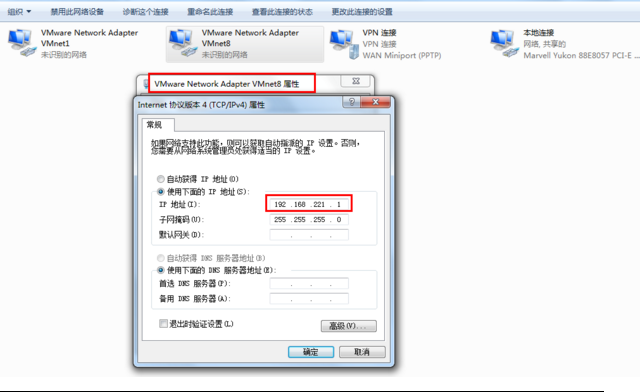 组织 禁用此网络设备 诊断这个连接 重命名此连接 查看此连接的状态 更改此连接的设置
VMware Network Adapter VMnet1
未识别的网络
VMware Network Adapter VMnet8
未识别的网络
VPN 连接
VPN 连接
WAN Miniport (PPTP)
本地连接
网络, 共享的
Marvell Yukon 88E8057 PCI-E ...
VMware Network Adapter VMnet8 属性
Internet 协议版本 4 (TCP/IPv4) 属性
常规
如果网络支持此功能，则可以获取自动指派的 IP 设置。否则，
您需要从网络系统管理员处获得适当的 IP 设置。
自动获得 IP 地址(O)
使用下面的 IP 地址(S):
IP 地址(I): 192 .168 .221 . 1
子网掩码(U): 255 .255 .255 . 0
默认网关(D): . . .
自动获得 DNS 服务器地址(B)
使用下面的 DNS 服务器地址(E):
首选 DNS 服务器(P): . . .
备用 DNS 服务器(A): . . .
退出时验证设置(L)
高级(V)...
确定 取消